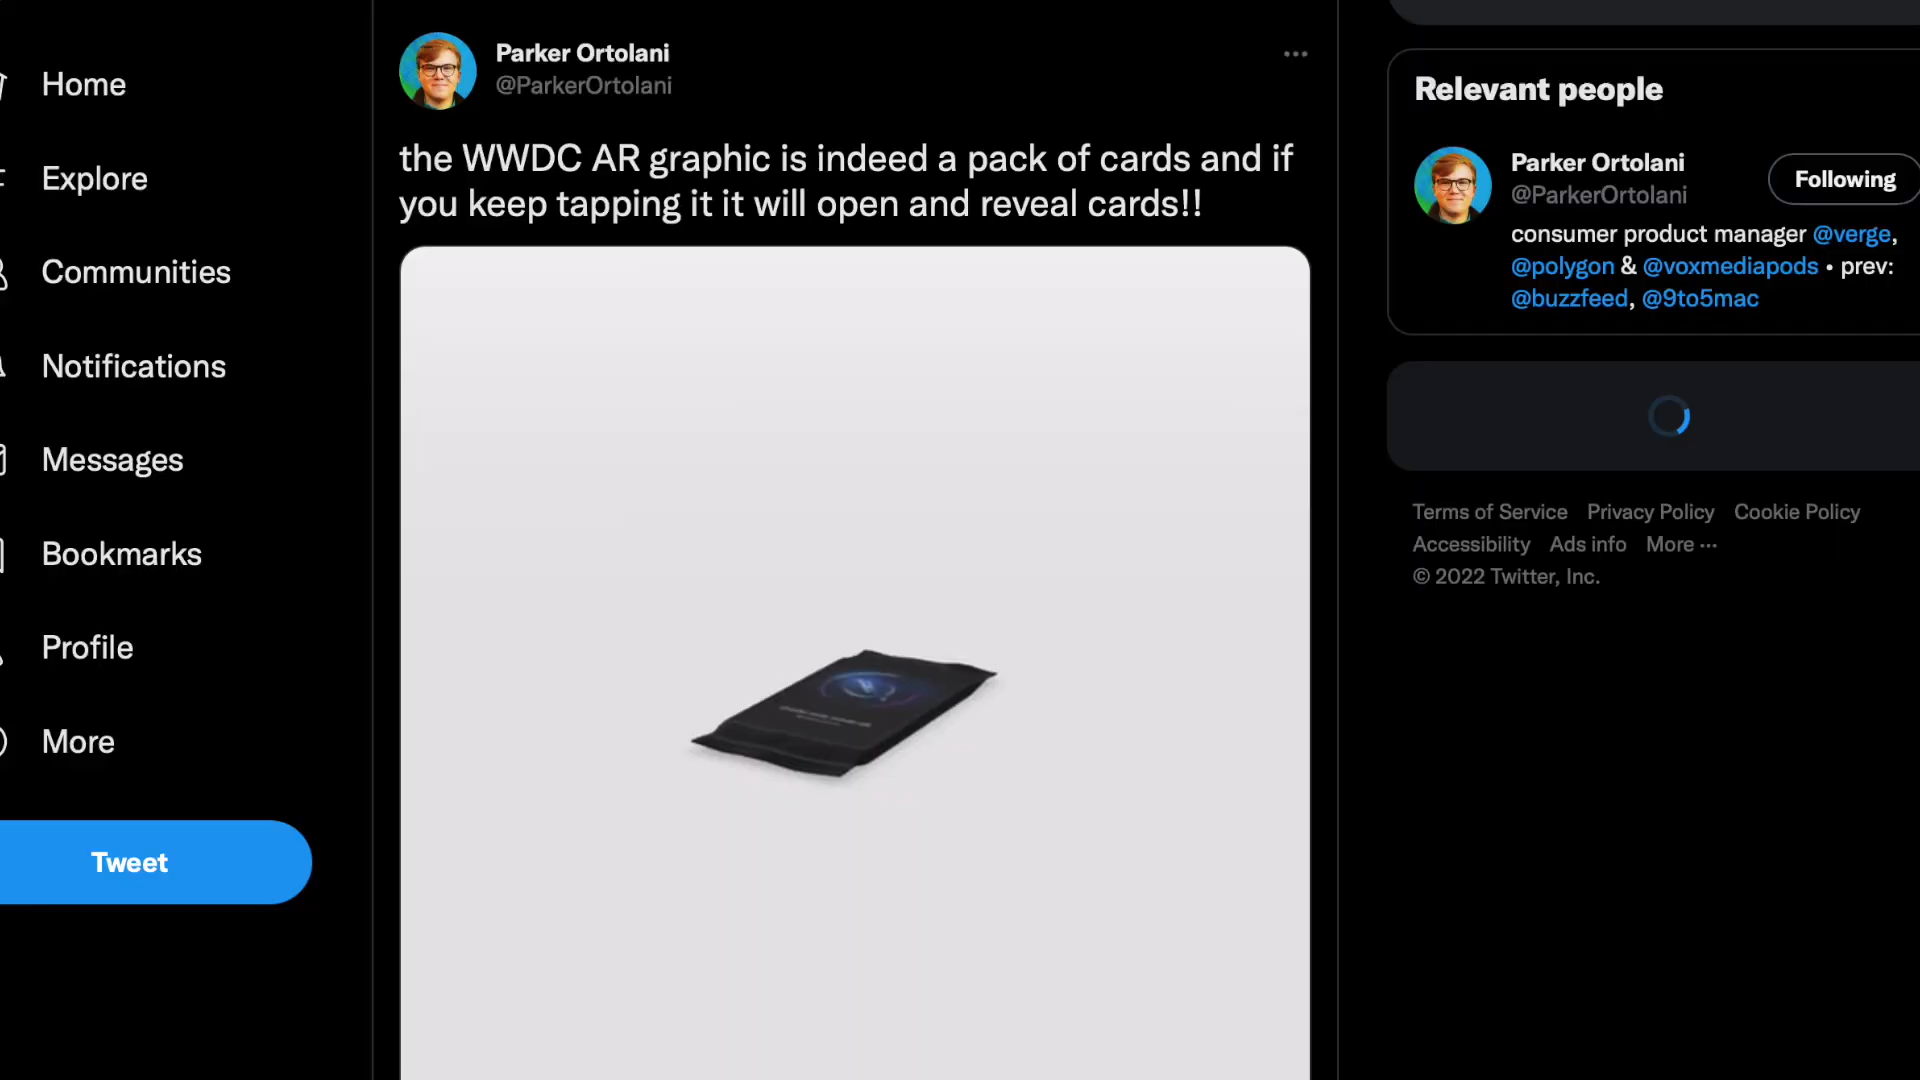 Home
Explore
Communities
Notifications
Messages
Bookmarks
Profile
More
Tweet
Parker Ortolani
@ParkerOrtolani
the WWDC AR graphic is indeed a pack of cards and if
you keep tapping it it will open and reveal cards!!
Relevant people
Parker Ortolani
@ParkerOrtolani
Following
consumer product manager @verge,
@polygon & @voxmediapods • prev:
@buzzfeed, @9to5mac
Terms of Service Privacy Policy Cookie Policy
Accessibility Ads info More ···
© 2022 Twitter, Inc.